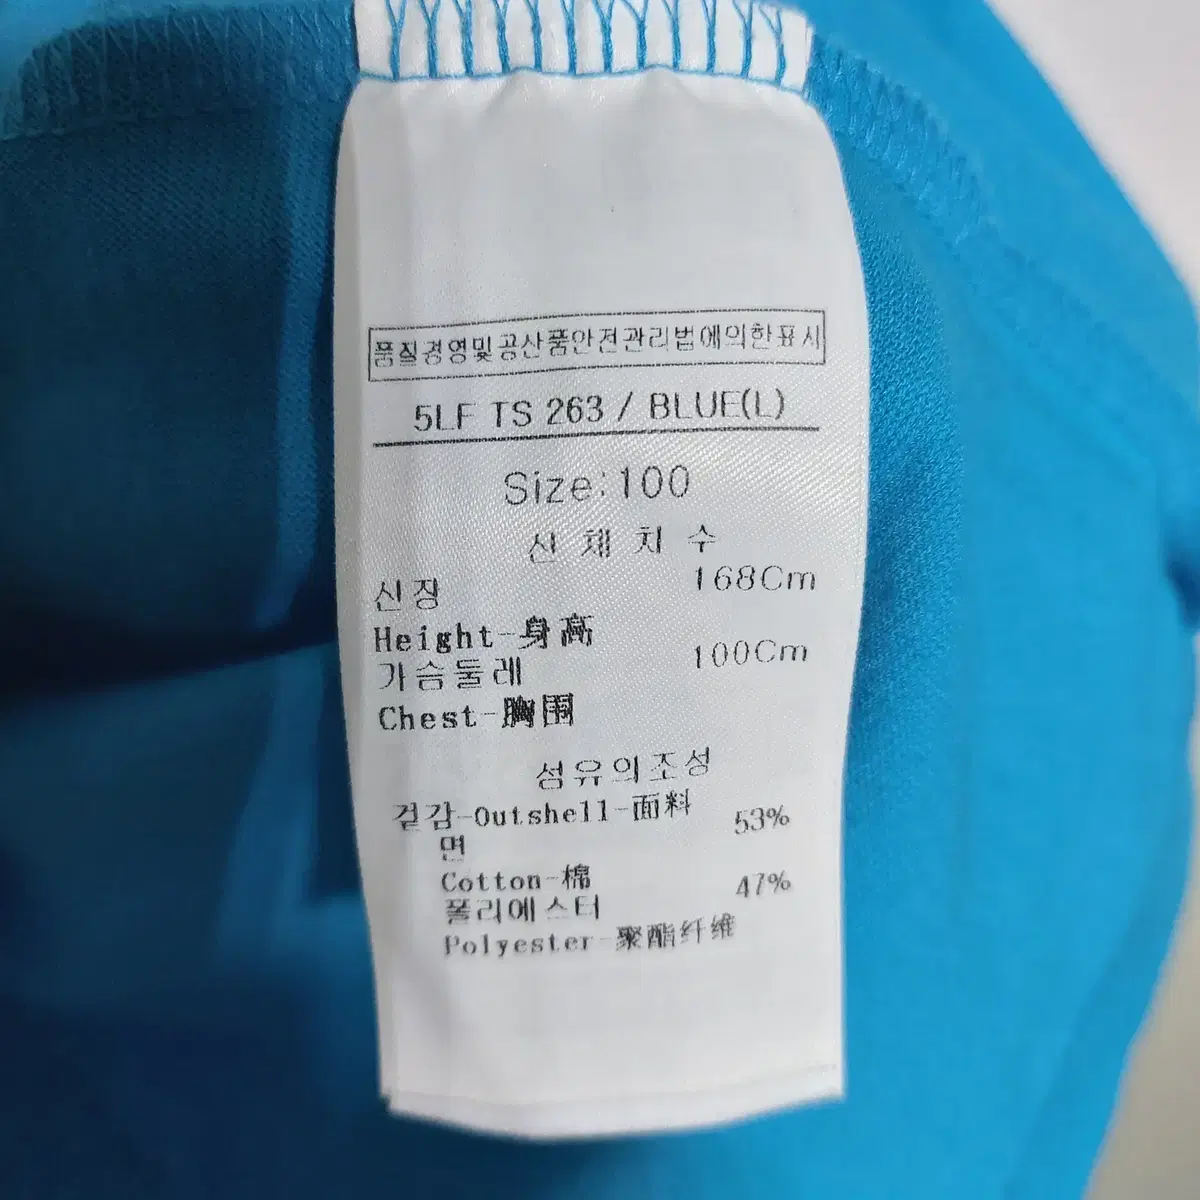 품질경영및공산품안전관리법에의한표시
5LF TS 263 / BLUE(L)
Size:100
신 체 치 수
신장 168Cm
Height-身高
가슴둘레 100Cm
Chest-胸围
섬유의조성
겉감-Outshell-面料
면 53%
Cotton-棉
폴리에스터 47%
Polyester-聚酯纤维